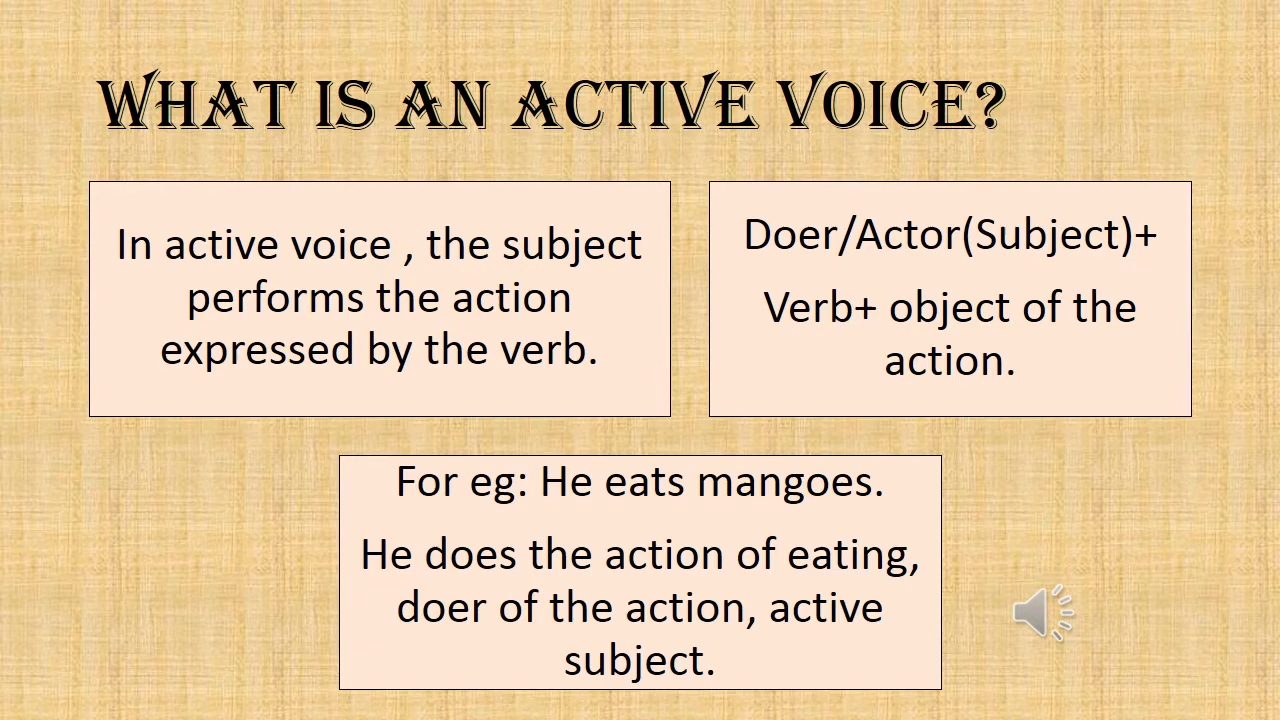 WHAT IS AN ACTIVE VOICE?
In active voice , the subject
performs the action
expressed by the verb.
Doer/Actor(Subject)+
Verb+ object of the
action.
For eg: He eats mangoes.
He does the action of eating,
doer of the action, active
subject.